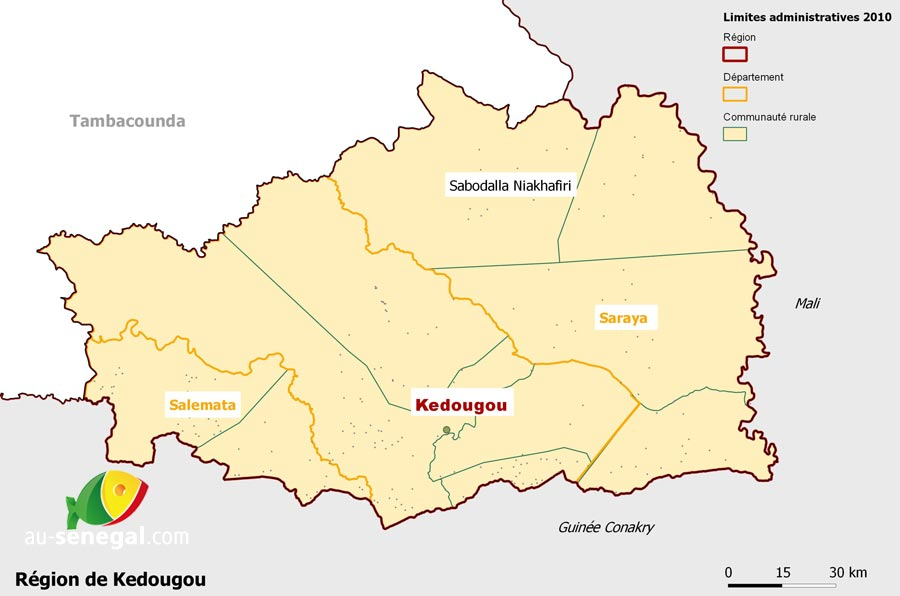 Limites administratives 2010
Région
Département
Communauté rurale
Tambacounda
Sabodalla Niakhafiri
Mali
Saraya
Salemata
Kedougou
Guinée Conakry
au-senegal.com
Région de Kedougou
0 15 30 km